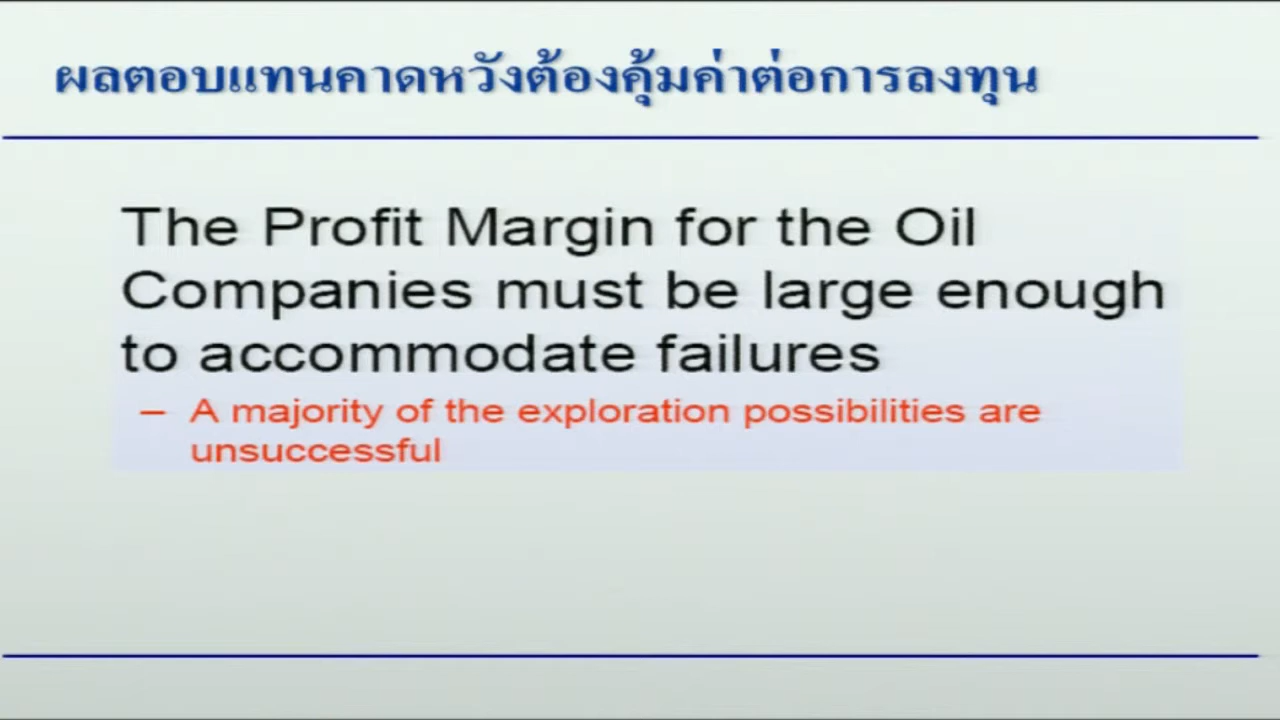 ผลตอบแทนคาดหวังต้องคุ้มค่าต่อการลงทุน
The Profit Margin for the Oil
Companies must be large enough
to accommodate failures
– A majority of the exploration possibilities are
unsuccessful